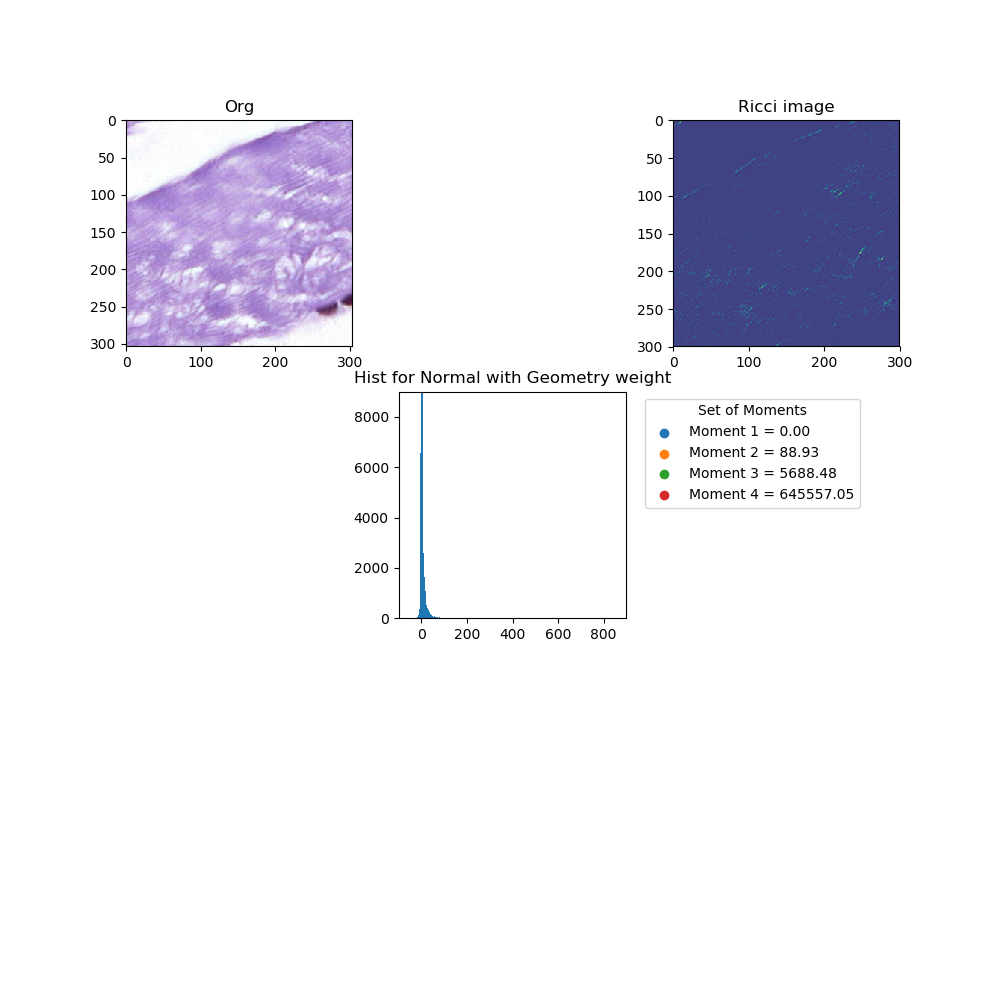 Org
0
50
100
150
200
250
300
0 100 200 300
Ricci image
0
50
100
150
200
250
300
0 100 200 300
Hist for Normal with Geometry weight
8000
6000
4000
2000
0
0 200 400 600 800
Set of Moments
Moment 1 = 0.00
Moment 2 = 88.93
Moment 3 = 5688.48
Moment 4 = 645557.05